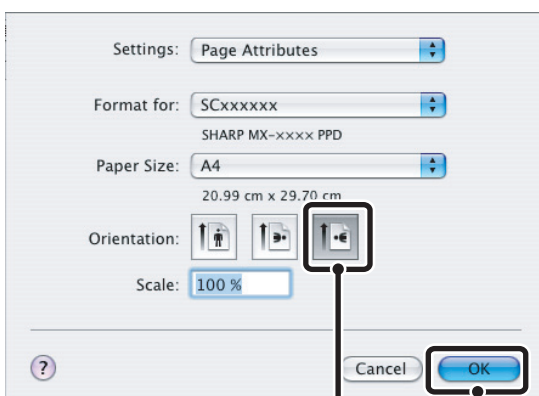 Settings: Page Attributes
Format for: SCxxxxxx
SHARP MX-xxxx PPD
Paper Size: A4
20.99 cm x 29.70 cm
Orientation:
Scale: 100 %
? Cancel OK